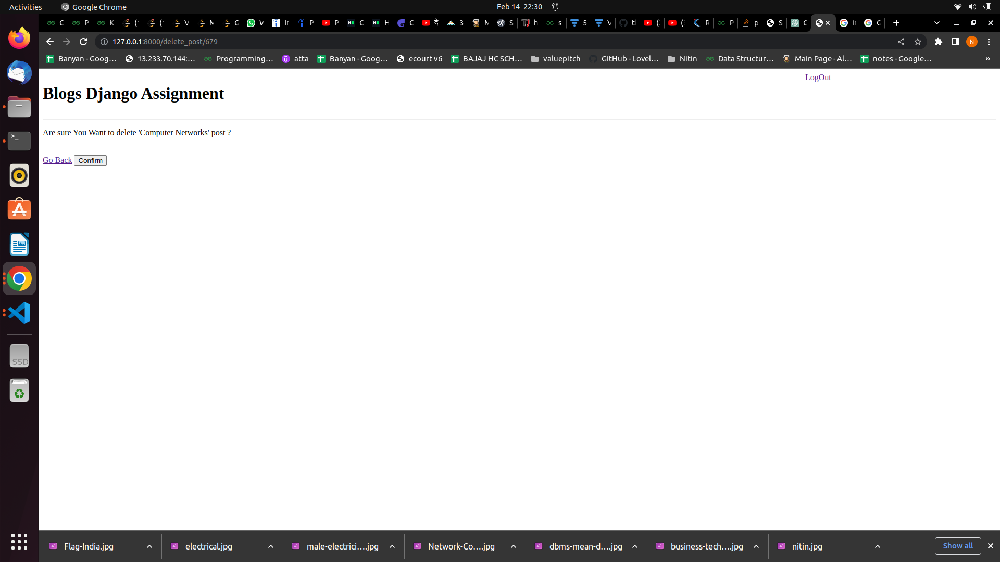 Activities
Google Chrome
Feb 14 22:30
C
P
K
(
(
V
M
G
W
In
P
P
C
H
C
दे
3
M
S
h
s
5
V
t
(
(
R
P
p
S
C
in
C
127.0.0.1:8000/delete_post/679
N
Banyan - Goog…
13.233.70.144:…
Programming…
atta
Banyan - Goog…
ecourt v6
BAJAJ HC SCH…
valuepitch
GitHub - Lovel…
Nitin
Data Structur…
Main Page - Al…
notes - Google…
»
LogOut
Blogs Django Assignment
Are sure You Want to delete 'Computer Networks' post ?
Go Back Confirm
SSD
Flag-India.jpg
electrical.jpg
male-electrici….jpg
Network-Co….jpg
dbms-mean-d….jpg
business-tech….jpg
nitin.jpg
Show all